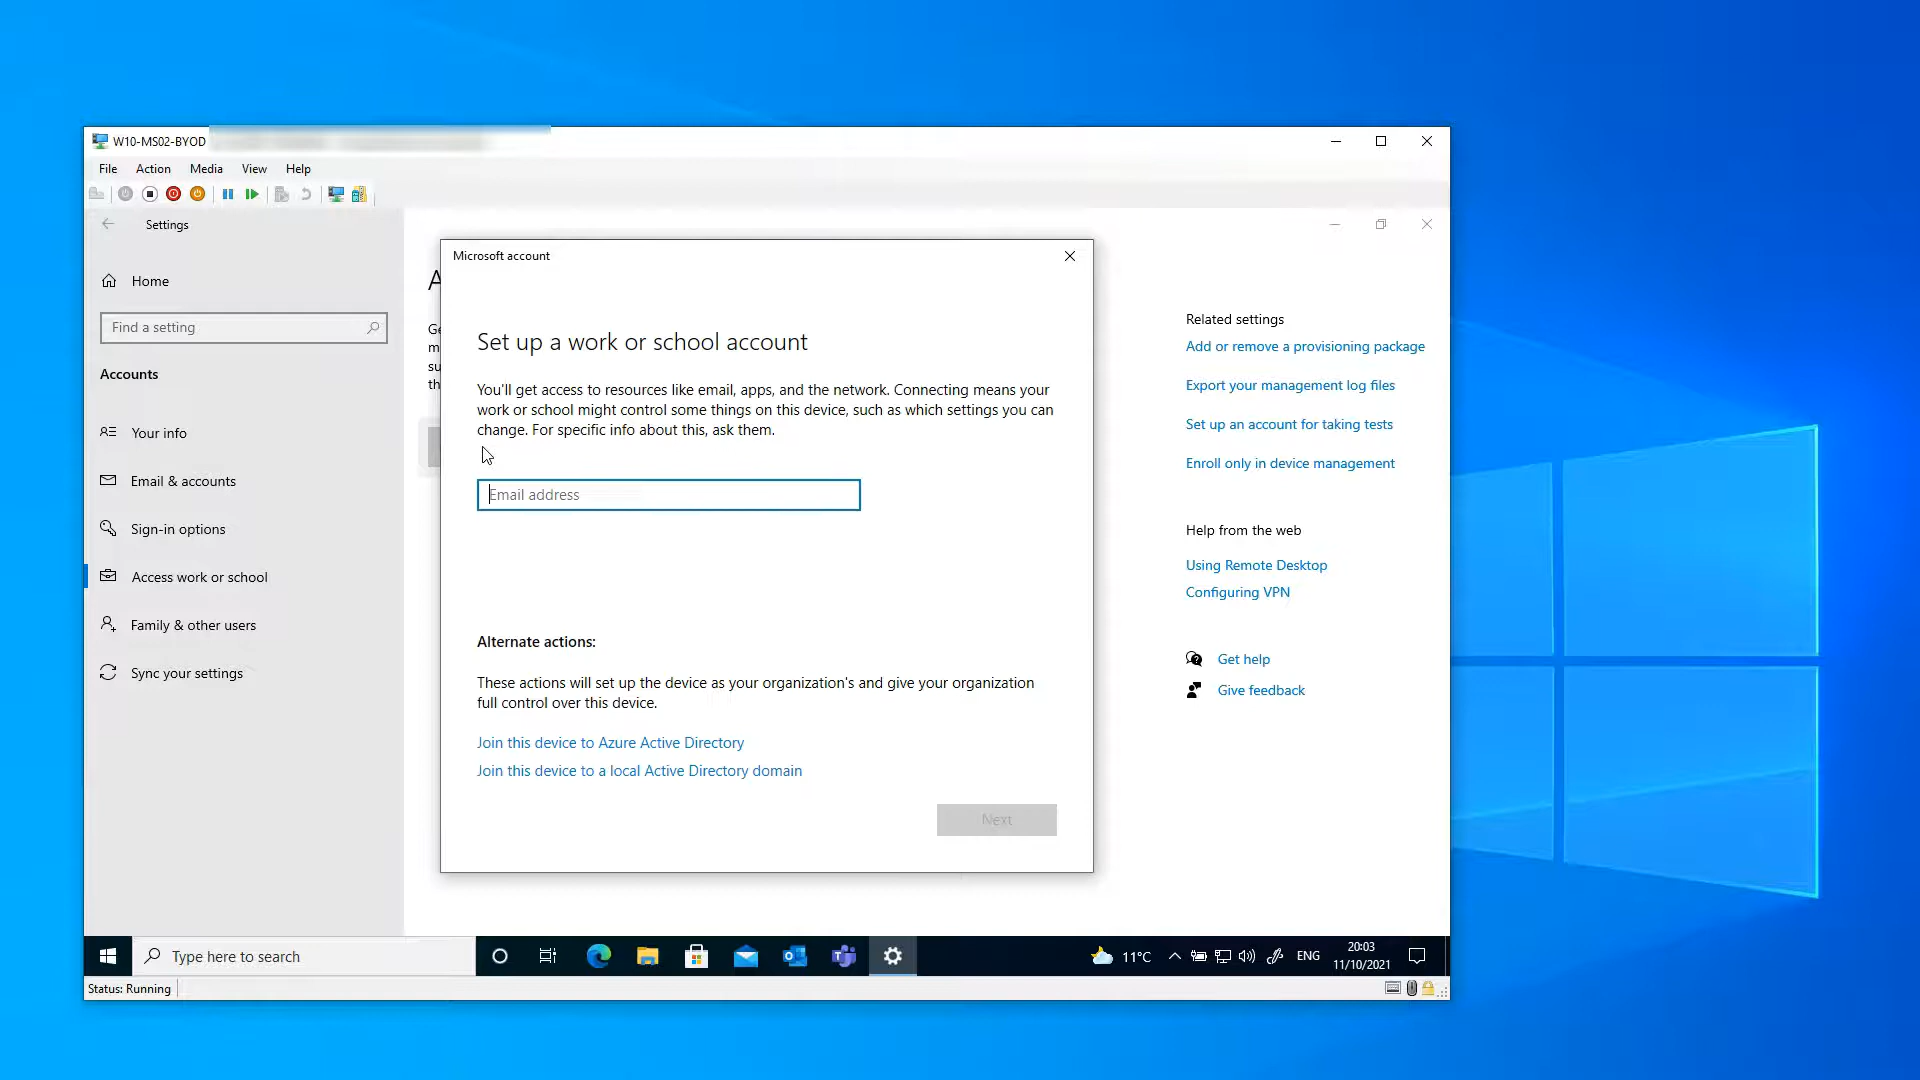 W10-MS02-BYOD
File Action Media View Help
Settings
Home
Find a setting
Accounts
Your info
Email & accounts
Sign-in options
Access work or school
Family & other users
Sync your settings
A
Ge
m
su
th
Microsoft account
Set up a work or school account
You'll get access to resources like email, apps, and the network. Connecting means your
work or school might control some things on this device, such as which settings you can
change. For specific info about this, ask them.
Email address
Alternate actions:
These actions will set up the device as your organization's and give your organization
full control over this device.
Join this device to Azure Active Directory
Join this device to a local Active Directory domain
Next
Related settings
Add or remove a provisioning package
Export your management log files
Set up an account for taking tests
Enroll only in device management
Help from the web
Using Remote Desktop
Configuring VPN
Get help
Give feedback
Type here to search
11°C
ENG
20:03
11/10/2021
Status: Running